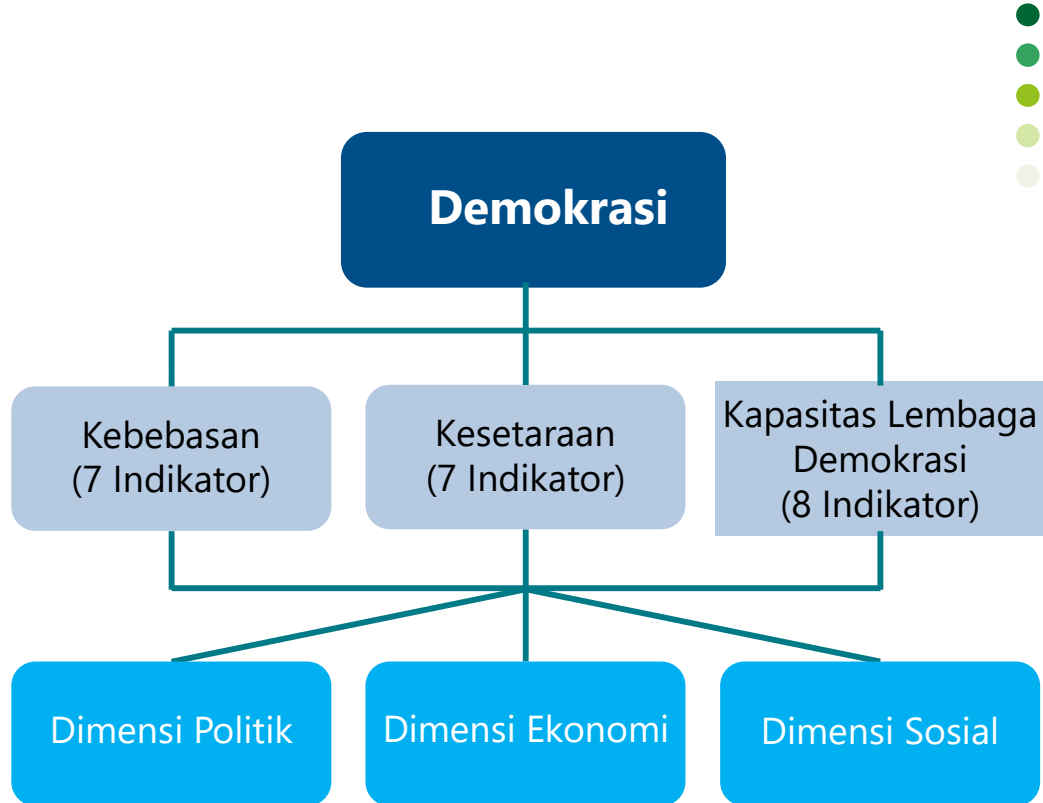 Demokrasi
Kebebasan
(7 Indikator)
Kesetaraan
(7 Indikator)
Kapasitas Lembaga
Demokrasi
(8 Indikator)
Dimensi Politik
Dimensi Ekonomi
Dimensi Sosial